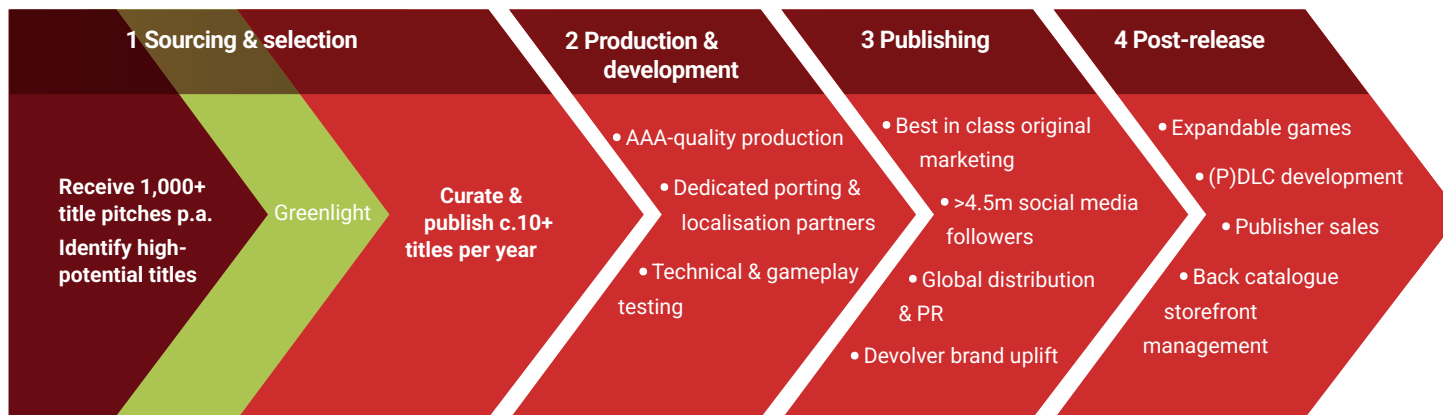 1 Sourcing & selection
Receive 1,000+
title pitches p.a.
Identify high-
potential titles
Greenlight
Curate &
publish c.10+
titles per year
2 Production &
development
• AAA-quality production
• Dedicated porting &
localisation partners
• Technical & gameplay
testing
3 Publishing
• Best in class original
marketing
• >4.5m social media
followers
• Global distribution
& PR
• Devolver brand uplift
4 Post-release
• Expandable games
• (P)DLC development
• Publisher sales
• Back catalogue
storefront
management